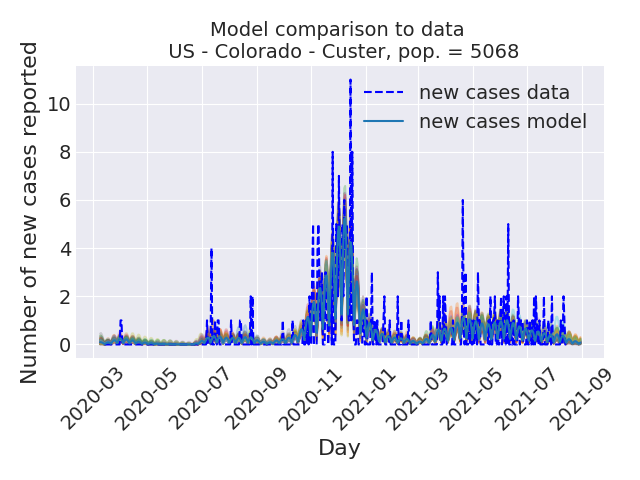 Model comparison to data
US - Colorado - Custer, pop. = 5068
Number of new cases reported
10
8
6
4
2
0
new cases data
new cases model
2020-03
2020-05
2020-07
2020-09
2020-11
2021-01
2021-03
2021-05
2021-07
2021-09
Day